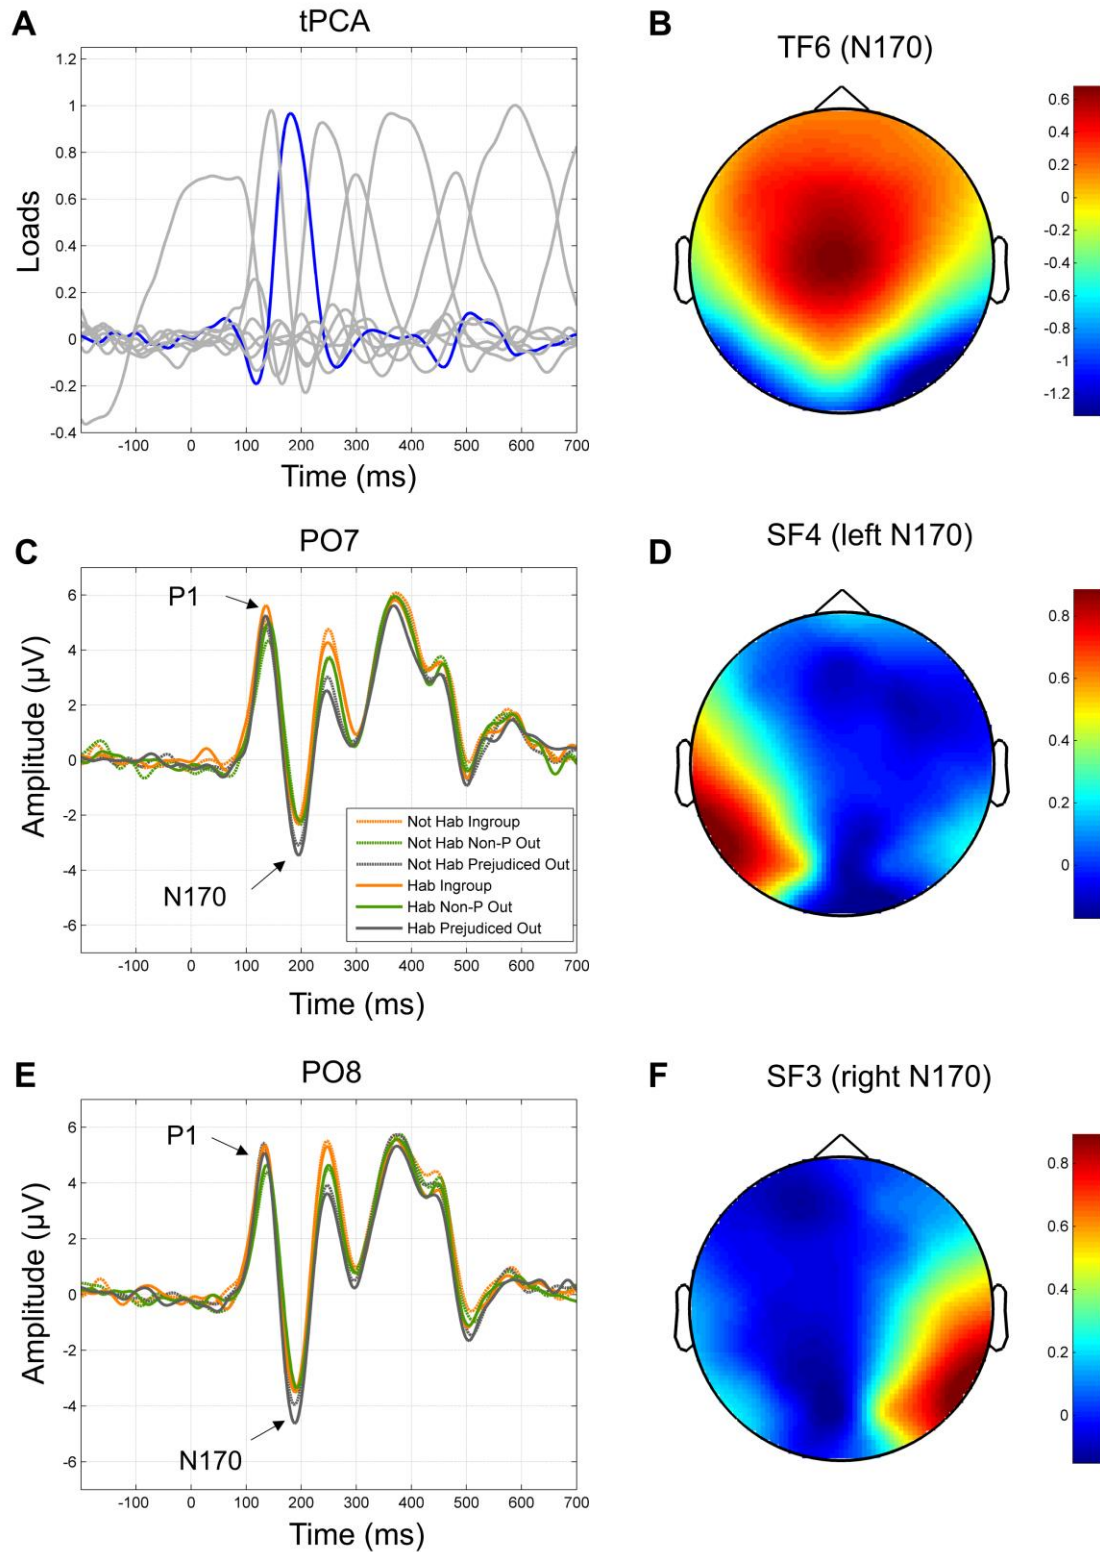 A
tPCA
Loads
1.2
1
0.8
0.6
0.4
0.2
0
-0.2
-0.4
-100 0 100 200 300 400 500 600 700
Time (ms)
B
TF6 (N170)
0.6
0.4
0.2
0
-0.2
-0.4
-0.6
-0.8
-1
-1.2
C
PO7
P1
N170
Amplitude (µV)
6
4
2
0
-2
-4
-6
Not Hab Ingroup
Not Hab Non-P Out
Not Hab Prejudiced Out
Hab Ingroup
Hab Non-P Out
Hab Prejudiced Out
-100 0 100 200 300 400 500 600 700
Time (ms)
D
SF4 (left N170)
0.8
0.6
0.4
0.2
0
E
PO8
P1
N170
Amplitude (µV)
6
4
2
0
-2
-4
-6
-100 0 100 200 300 400 500 600 700
Time (ms)
F
SF3 (right N170)
0.8
0.6
0.4
0.2
0